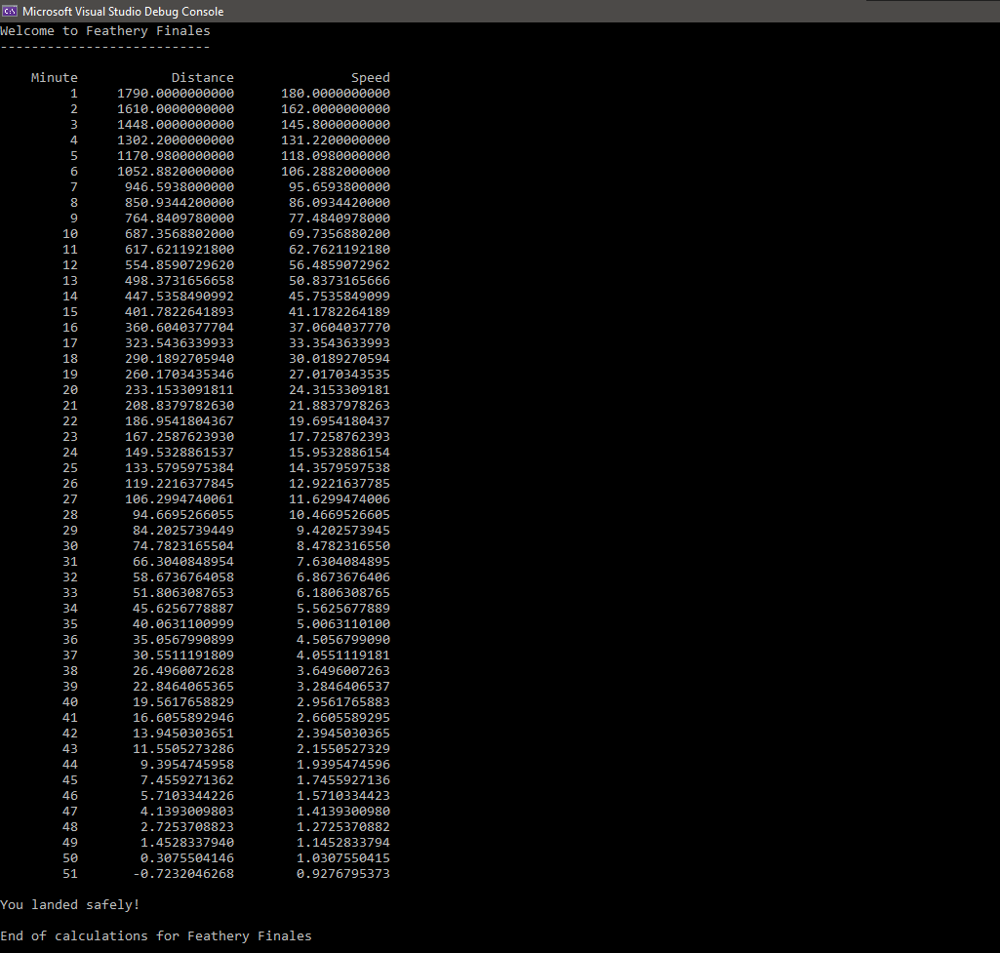 Microsoft Visual Studio Debug Console
Welcome to Feathery Finales
---------------------------
Minute Distance Speed
1 1790.0000000000 180.0000000000
2 1610.0000000000 162.0000000000
3 1448.0000000000 145.8000000000
4 1302.2000000000 131.2200000000
5 1170.9800000000 118.0980000000
6 1052.8820000000 106.2882000000
7 946.5938000000 95.6593800000
8 850.9344200000 86.0934420000
9 764.8409780000 77.4840978000
10 687.3568802000 69.7356880200
11 617.6211921800 62.7621192180
12 554.8590729620 56.4859072962
13 498.3731656658 50.8373165666
14 447.5358490992 45.7535849099
15 401.7822641893 41.1782264189
16 360.6040377704 37.0604037770
17 323.5436339933 33.3543633993
18 290.1892705940 30.0189270594
19 260.1703435346 27.0170343535
20 233.1533091811 24.3153309181
21 208.8379782630 21.8837978263
22 186.9541804367 19.6954180437
23 167.2587623930 17.7258762393
24 149.5328861537 15.9532886154
25 133.5795975384 14.3579597538
26 119.2216377845 12.9221637785
27 106.2994740061 11.6299474006
28 94.6695266055 10.4669526605
29 84.2025739449 9.4202573945
30 74.7823165504 8.4782316550
31 66.3040848954 7.6304084895
32 58.6736764058 6.8673676406
33 51.8063087653 6.1806308765
34 45.6256778887 5.5625677889
35 40.0631100999 5.0063110100
36 35.0567990899 4.5056799090
37 30.5511191809 4.0551119181
38 26.4960072628 3.6496007263
39 22.8464065365 3.2846406537
40 19.5617658829 2.9561765883
41 16.6055892946 2.6605589295
42 13.9450303651 2.3945030365
43 11.5505273286 2.1550527329
44 9.3954745958 1.9395474596
45 7.4559271362 1.7455927136
46 5.7103344226 1.5710334423
47 4.1393009803 1.4139300980
48 2.7253708823 1.2725370882
49 1.4528337940 1.1452833794
50 0.3075504146 1.0307550415
51 -0.7232046268 0.9276795373
You landed safely!
End of calculations for Feathery Finales